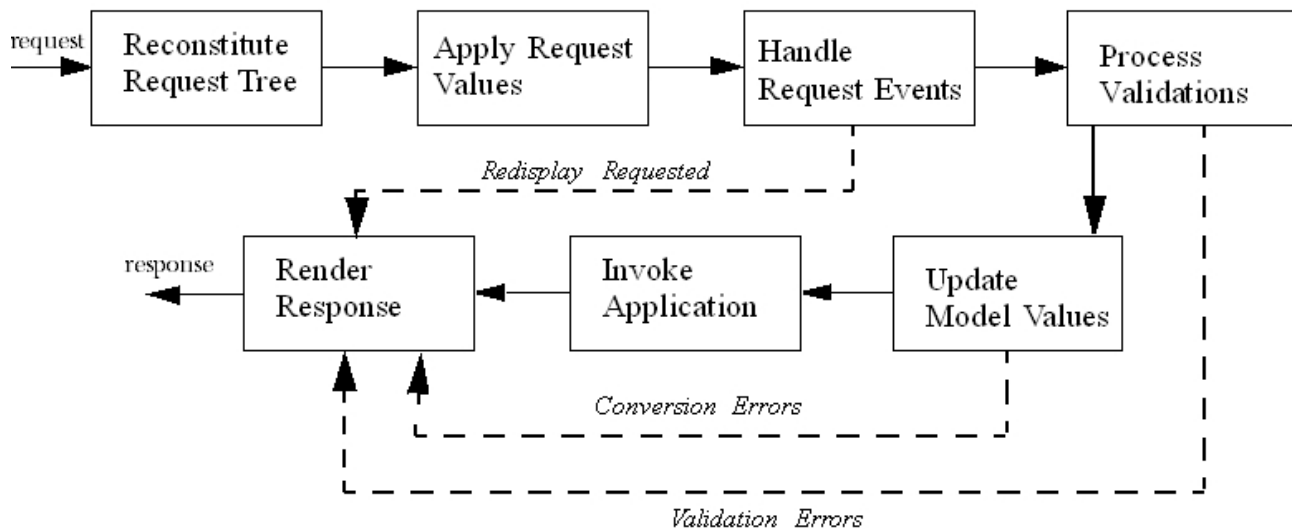 request
Reconstitute
Request Tree
Apply Request
Values
Handle
Request Events
Process
Validations
Redisplay Requested
response
Render
Response
Invoke
Application
Update
Model Values
Conversion Errors
Validation Errors